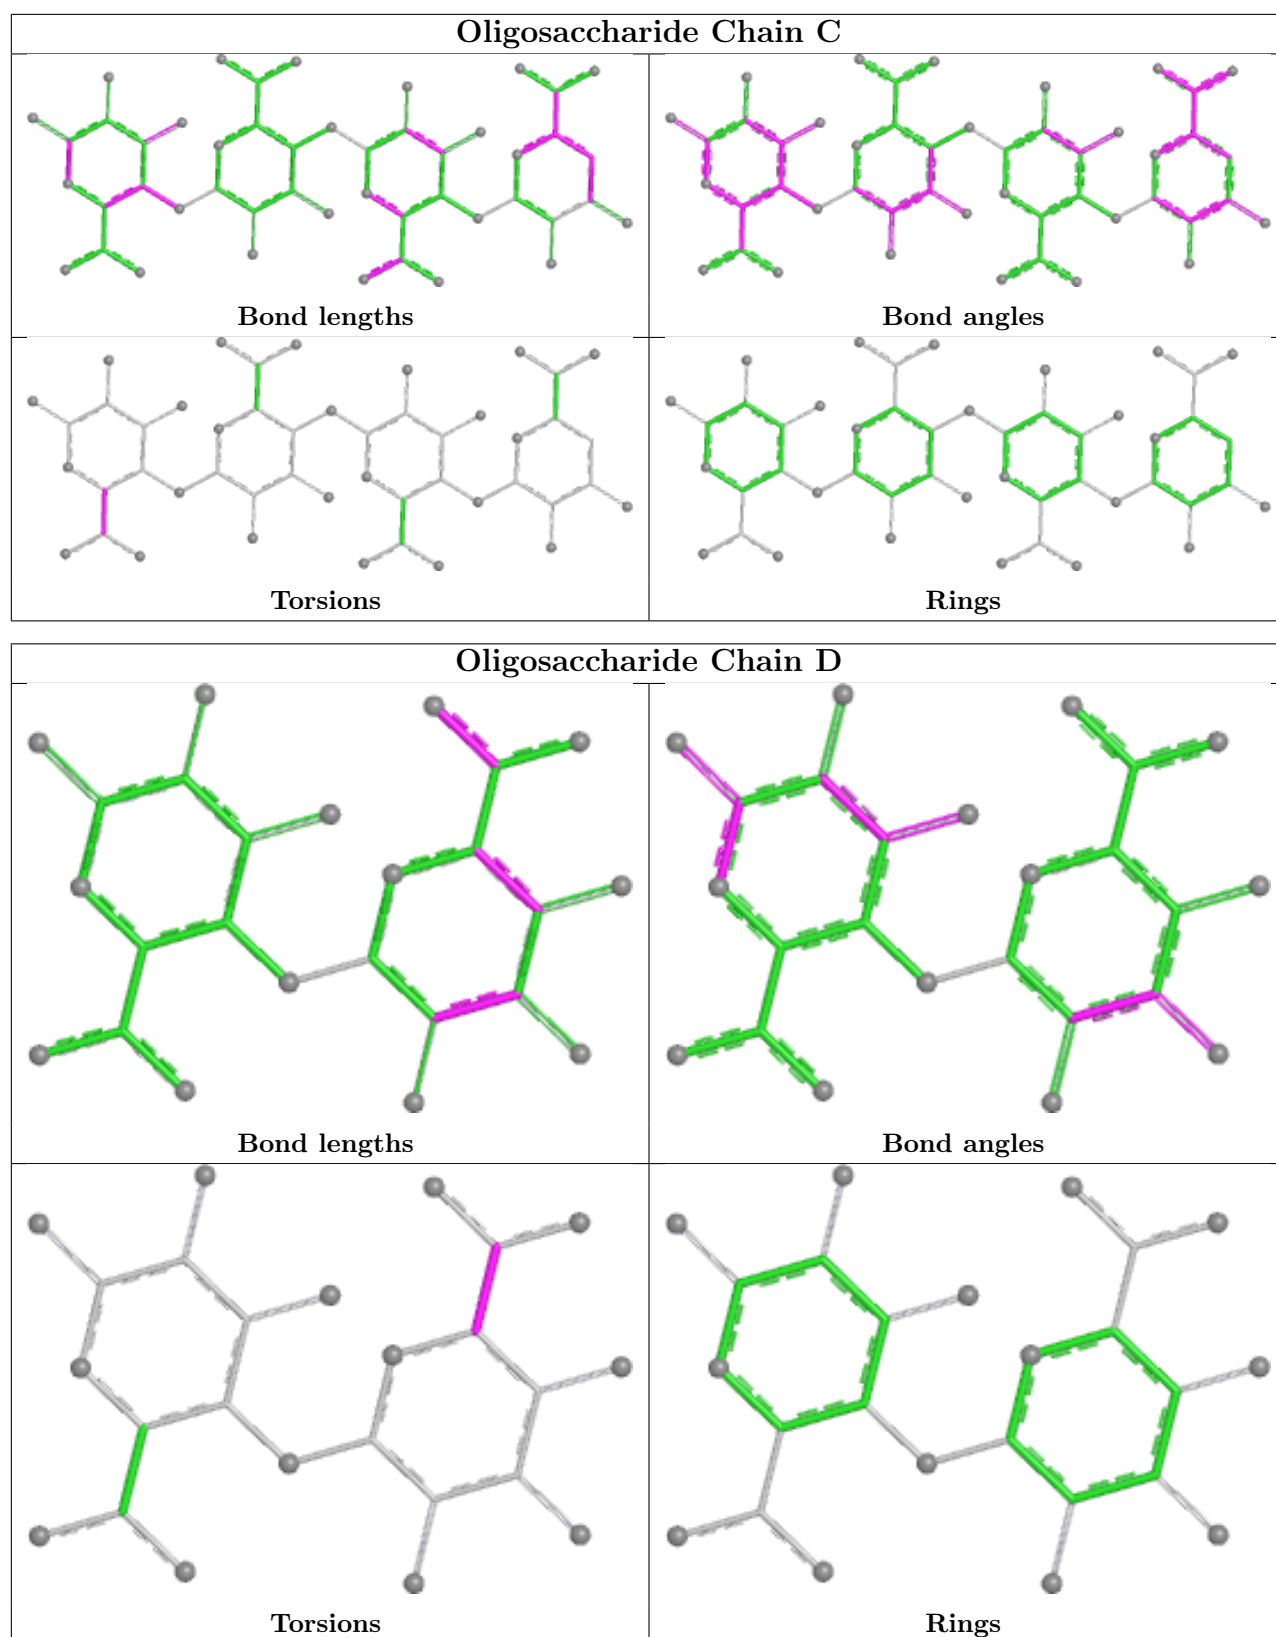 Oligosaccharide Chain C
Bond lengths
Bond angles
Torsions
Rings
Oligosaccharide Chain D
Bond lengths
Bond angles
Torsions
Rings